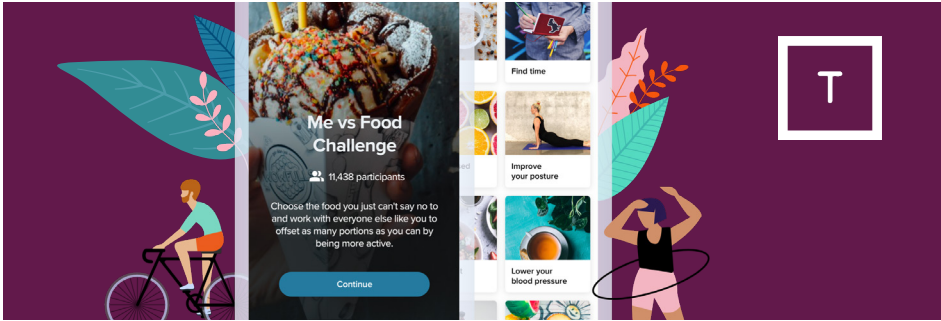 Me vs Food
Challenge
11,438 participants
Choose the food you just can't say no to
and work with everyone else like you to
offset as many portions as you can by
being more active.
Continue
Find time
ed
Improve
your posture
Lower your
blood pressure
T